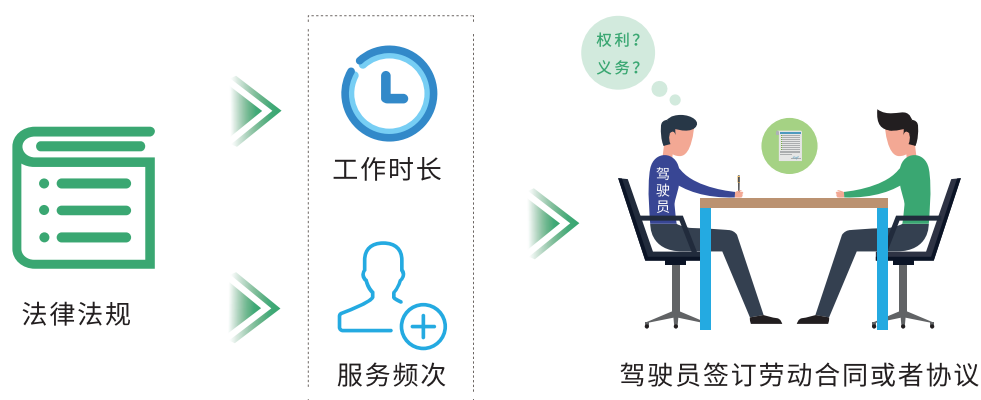 法律法规
工作时长
服务频次
权利？
义务？
驾驶员
驾驶员签订劳动合同或者协议